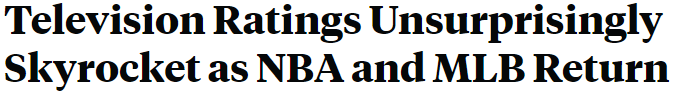 Television Ratings Unsurprisingly
Skyrocket as NBA and MLB Return